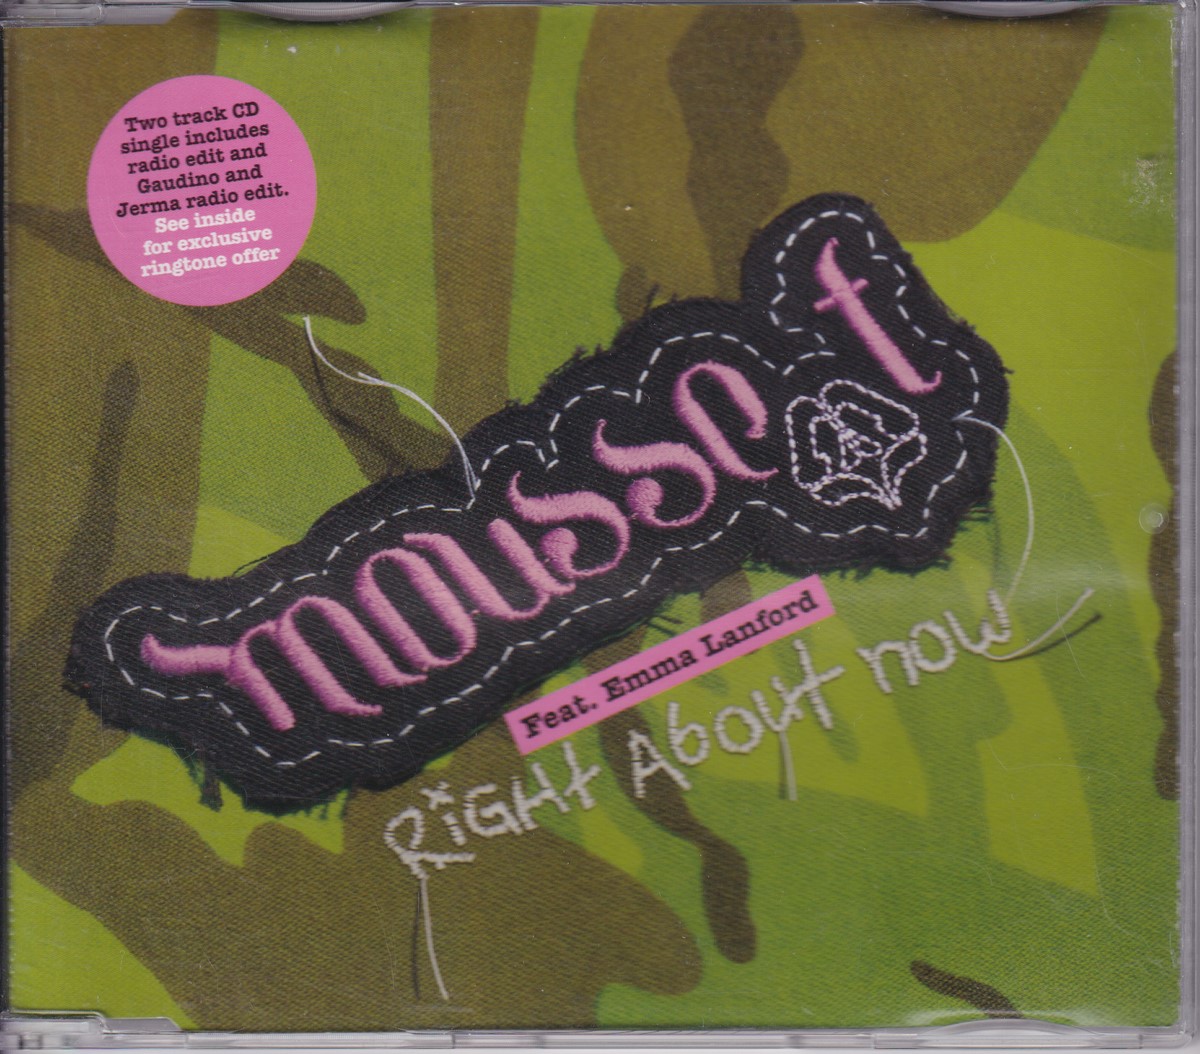 Two track CD
single includes
radio edit and
Gaudino and
Jerma radio edit.
See inside
for exclusive
ringtone offer
mousse t
Feat. Emma Lanford
RiGHt About now